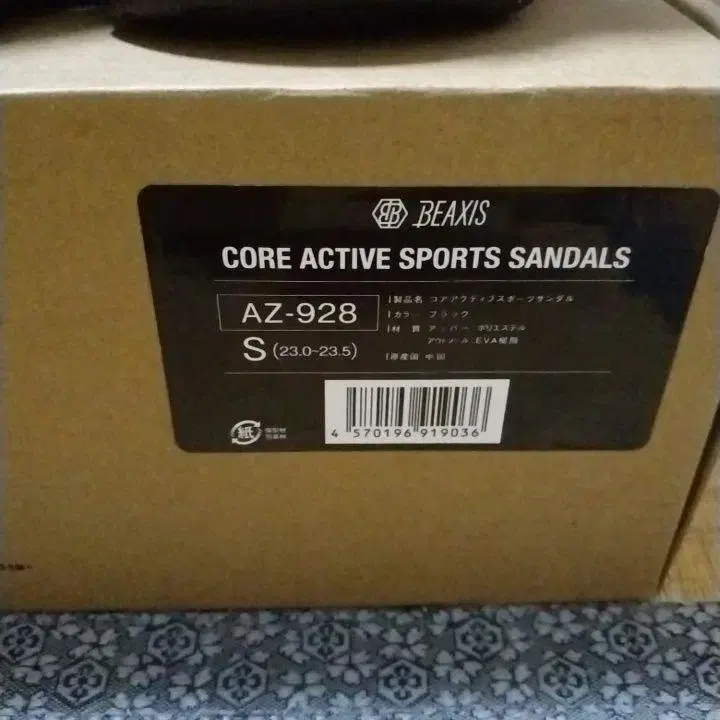 BEAXIS
CORE ACTIVE SPORTS SANDALS
AZ-928
S (23.0~23.5)
製品名 コアアクティブスポーツサンダル
カラー ブラック
材 質 アッパー ポリエステル
アウトソール EVA樹脂
原産国 中国
紙
4 570196 919036